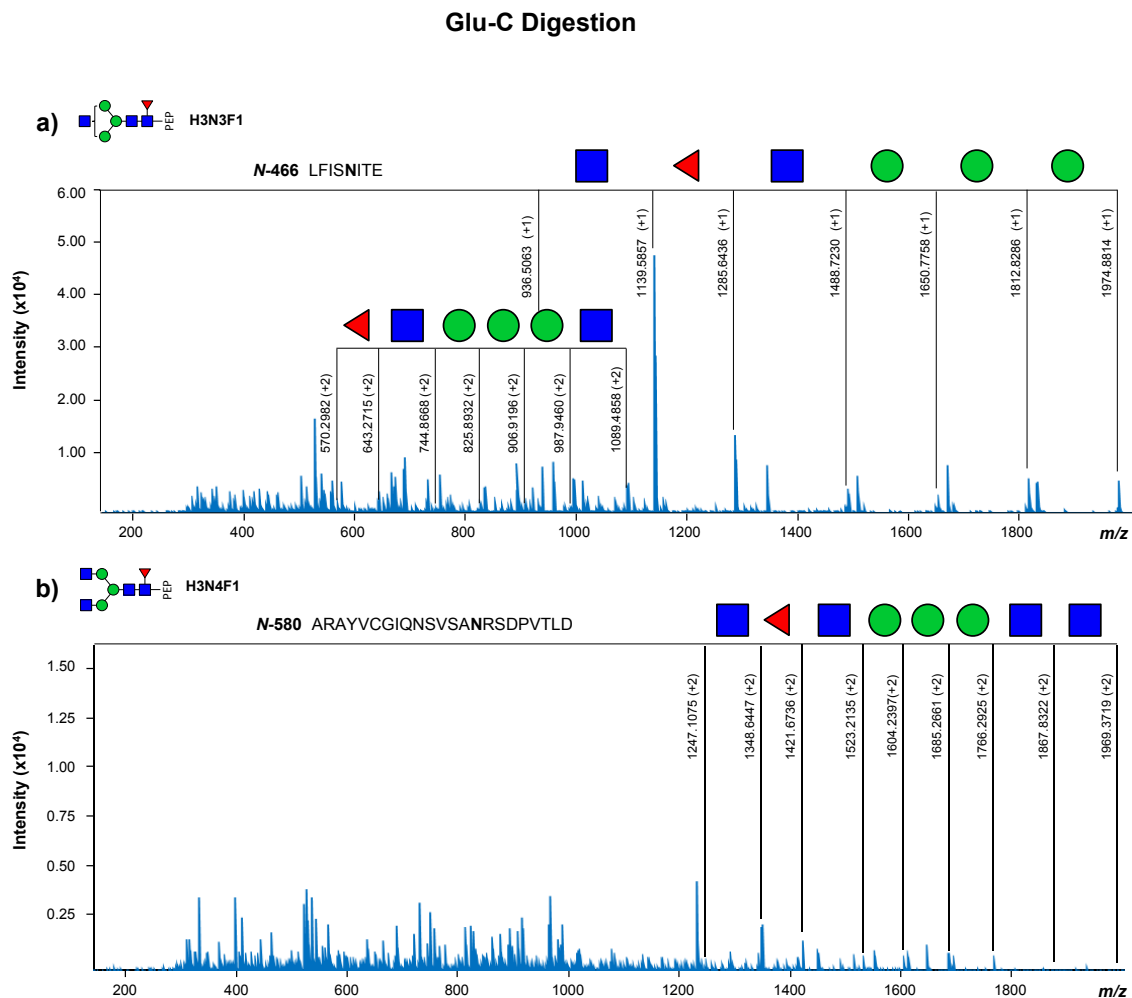 Glu-C Digestion
a)
PEP
H3N3F1
N-466 LFISNITE
Intensity (x10⁴)
6.00
5.00
4.00
3.00
2.00
1.00
936.5063 (+1)
1139.5857 (+1)
1285.6436 (+1)
1488.7230 (+1)
1650.7758 (+1)
1812.8286 (+1)
1974.8814 (+1)
570.2982 (+2)
643.2715 (+2)
744.8668 (+2)
825.8932 (+2)
906.9196 (+2)
987.9460 (+2)
1089.4858 (+2)
200 400 600 800 1000 1200 1400 1600 1800 m/z
b)
PEP
H3N4F1
N-580 ARAYVCGIQNSVSANRSDPVTLD
Intensity (x10⁴)
1.50
1.25
1.00
0.75
0.50
0.25
1247.1075 (+2)
1348.6447 (+2)
1421.6736 (+2)
1523.2135 (+2)
1604.2397(+2)
1685.2661 (+2)
1766.2925 (+2)
1867.8322 (+2)
1969.3719 (+2)
200 400 600 800 1000 1200 1400 1600 1800 m/z